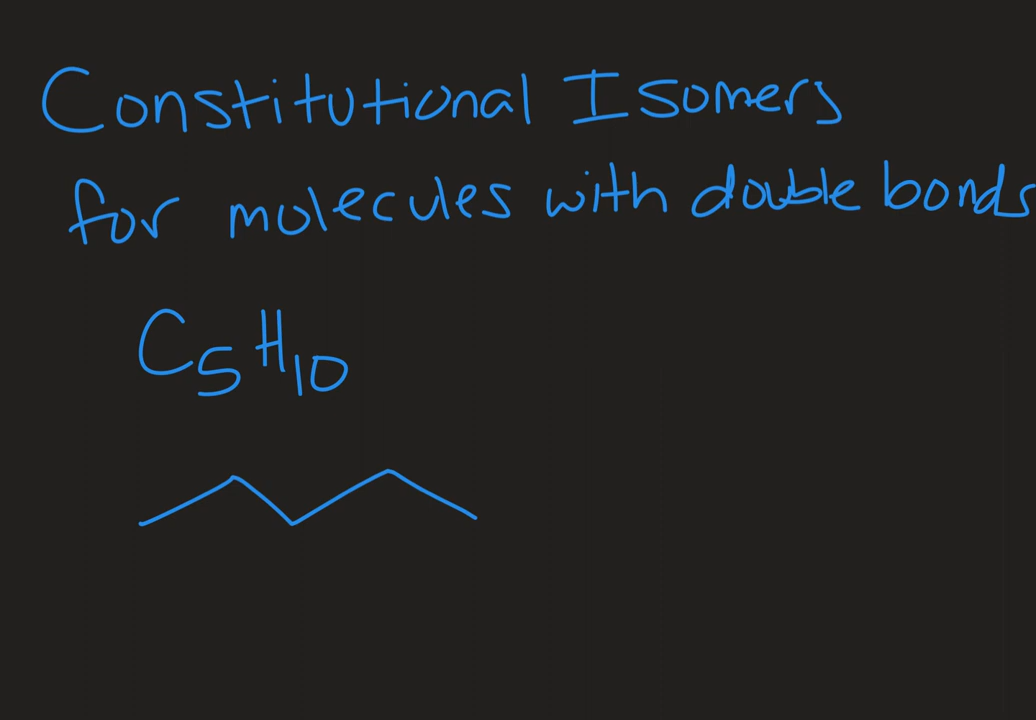 Constitutional Isomers
for molecules with double bonds
C₅H₁₀